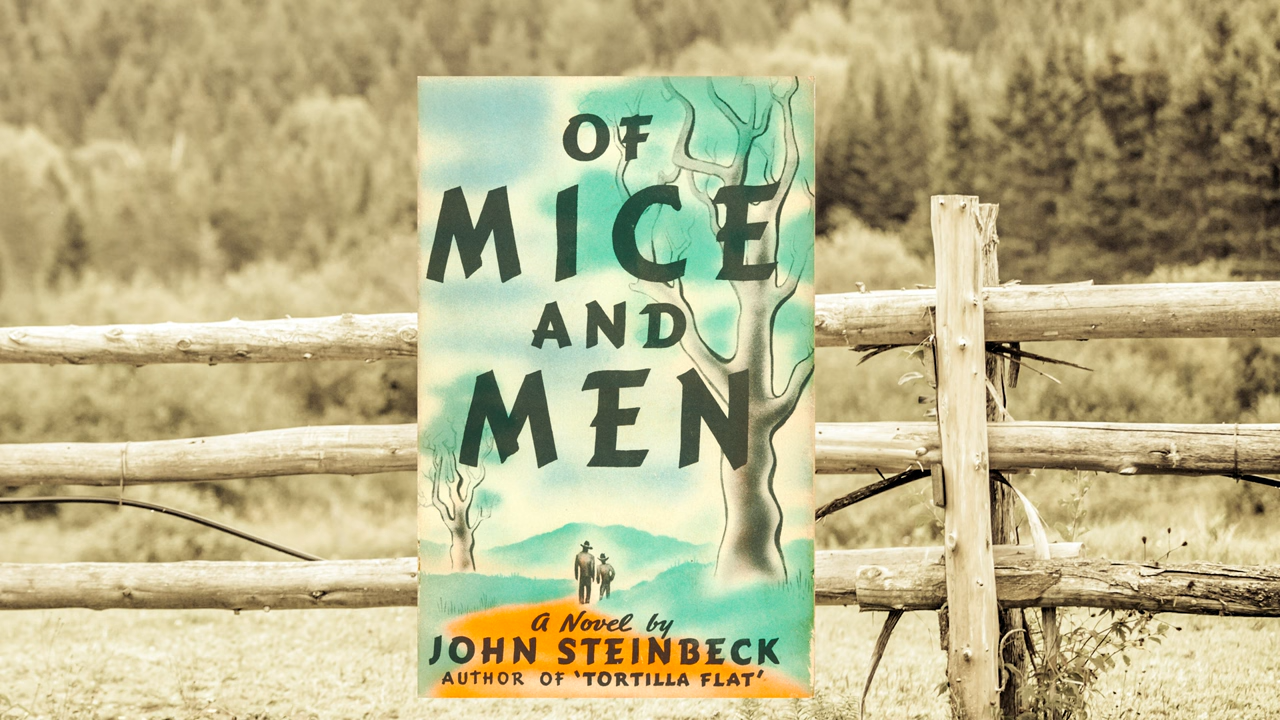 OF
MICE
AND
MEN
A Novel by
JOHN STEINBECK
AUTHOR OF 'TORTILLA FLAT'